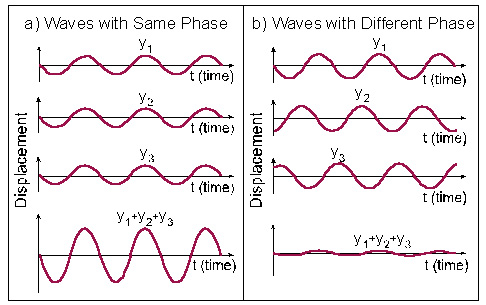 a) Waves with Same Phase
y1
t (time)
y2
t (time)
y3
t (time)
y1+y2+y3
t (time)
Displacement
b) Waves with Different Phase
y1
t (time)
y2
t (time)
y3
t (time)
y1+y2+y3
t (time)
Displacement